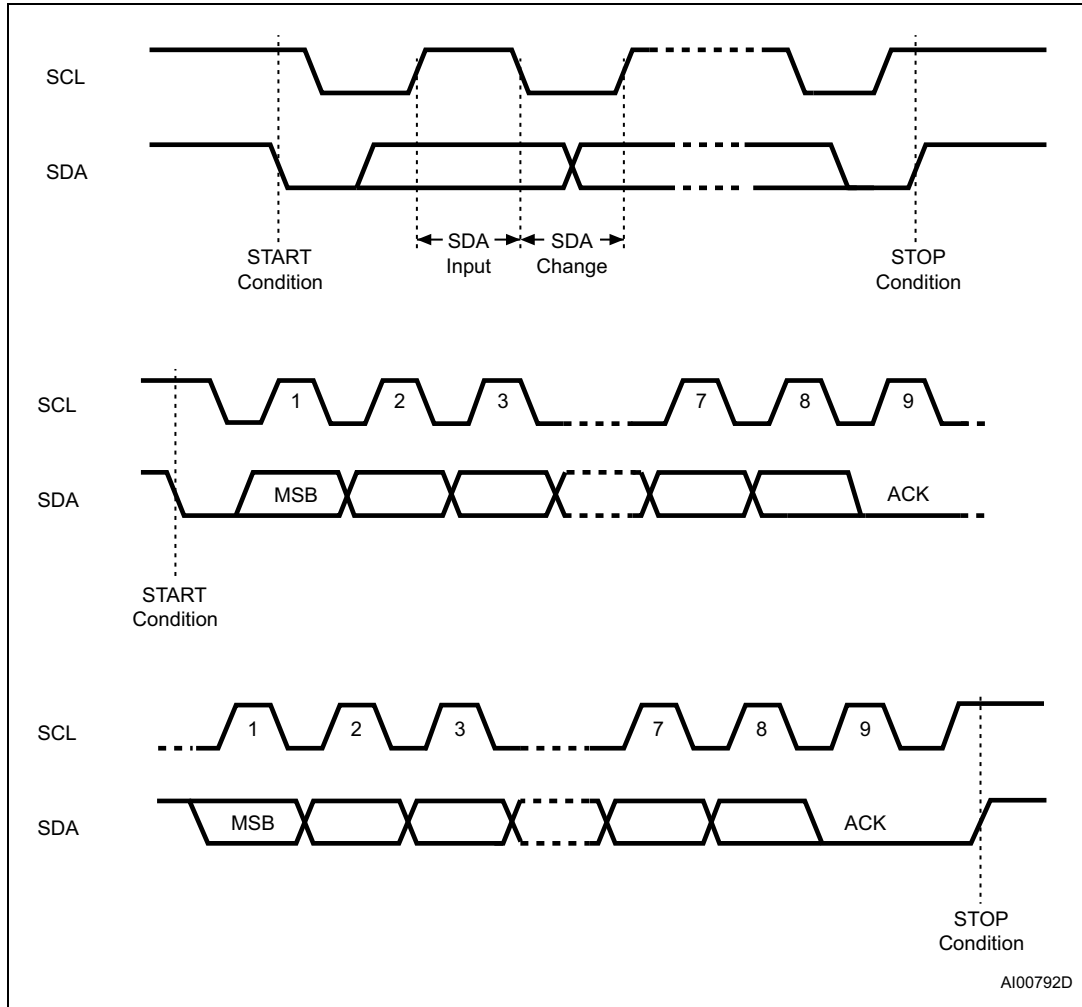 SCL
SDA
SDA
Input
SDA
Change
START
Condition
STOP
Condition
SCL
1 2 3 7 8 9
SDA
MSB ACK
START
Condition
SCL
1 2 3 7 8 9
SDA
MSB ACK
STOP
Condition
AI00792D